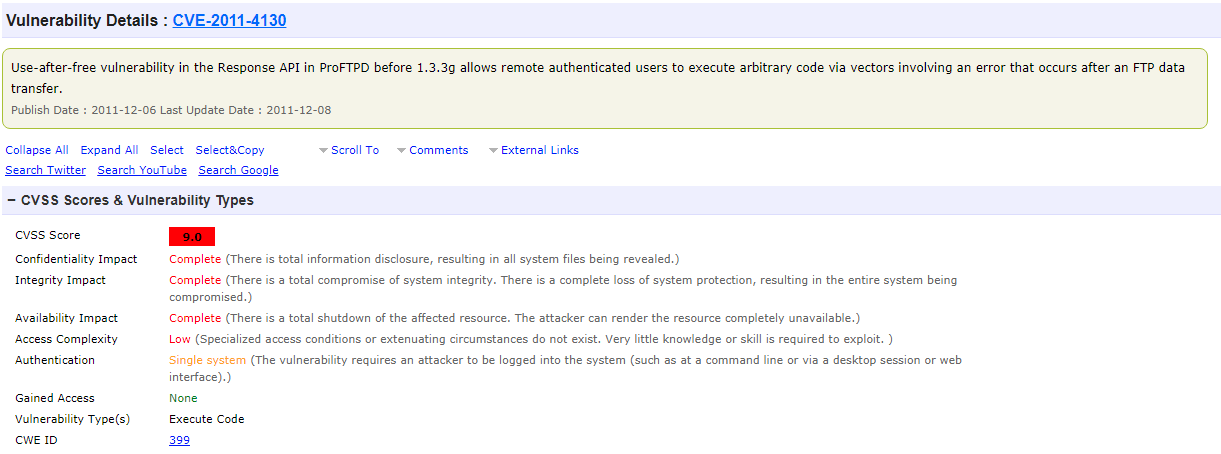 Vulnerability Details : CVE-2011-4130
Use-after-free vulnerability in the Response API in ProFTPD before 1.3.3g allows remote authenticated users to execute arbitrary code via vectors involving an error that occurs after an FTP data
transfer.
Publish Date : 2011-12-06 Last Update Date : 2011-12-08
Collapse All Expand All Select Select&Copy Scroll To Comments External Links
Search Twitter Search YouTube Search Google
− CVSS Scores & Vulnerability Types
CVSS Score 9.0
Confidentiality Impact Complete (There is total information disclosure, resulting in all system files being revealed.)
Integrity Impact Complete (There is a total compromise of system integrity. There is a complete loss of system protection, resulting in the entire system being
compromised.)
Availability Impact Complete (There is a total shutdown of the affected resource. The attacker can render the resource completely unavailable.)
Access Complexity Low (Specialized access conditions or extenuating circumstances do not exist. Very little knowledge or skill is required to exploit. )
Authentication Single system (The vulnerability requires an attacker to be logged into the system (such as at a command line or via a desktop session or web
interface).)
Gained Access None
Vulnerability Type(s) Execute Code
CWE ID 399